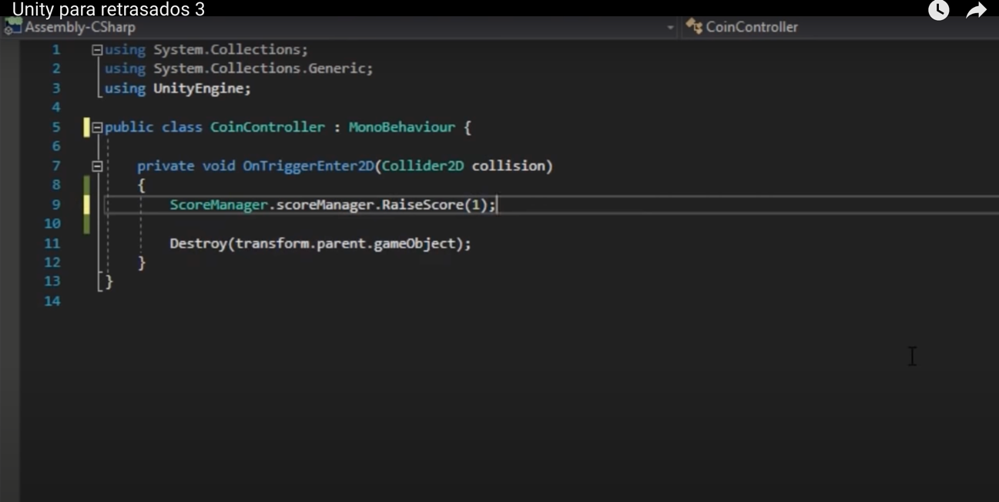 Unity para retrasados 3
Assembly-CSharp CoinController
1 using System.Collections;
2 using System.Collections.Generic;
3 using UnityEngine;
4
5 public class CoinController : MonoBehaviour {
6
7 private void OnTriggerEnter2D(Collider2D collision)
8 {
9 ScoreManager.scoreManager.RaiseScore(1);
10
11 Destroy(transform.parent.gameObject);
12 }
13 }
14